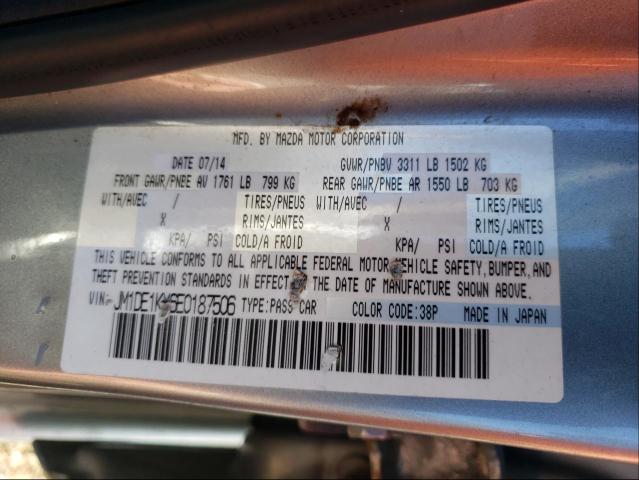 MFD. BY MAZDA MOTOR CORPORATION
DATE 07/14 GVWR/PNBV 3311 LB 1502 KG
FRONT GAWR/PNBE AV 1761 LB 799 KG REAR GAWR/PNBE AR 1550 LB 703 KG
WITH/AVEC / TIRES/PNEUS WITH/AVEC / TIRES/PNEUS
X RIMS/JANTES X RIMS/JANTES
KPA/ PSI COLD/A FROID KPA/ PSI COLD/A FROID
THIS VEHICLE CONFORMS TO ALL APPLICABLE FEDERAL MOTOR VEHICLE SAFETY, BUMPER, AND
THEFT PREVENTION STANDARDS IN EFFECT THE DATE OF MANUFACTURE SHOWN ABOVE.
VIN: TYPE:PASS CAR COLOR CODE:38P MADE IN JAPAN